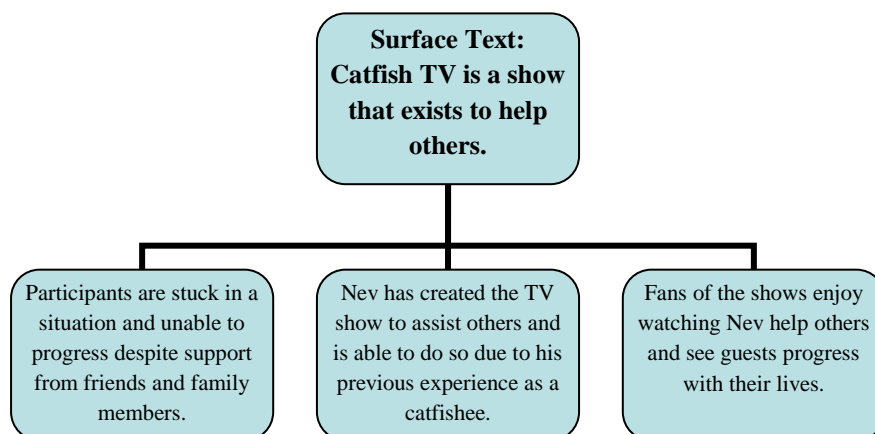 Surface Text:
Catfish TV is a show
that exists to help
others.
Participants are stuck in a
situation and unable to
progress despite support
from friends and family
members.
Nev has created the TV
show to assist others and
is able to do so due to his
previous experience as a
catfishee.
Fans of the shows enjoy
watching Nev help others
and see guests progress
with their lives.